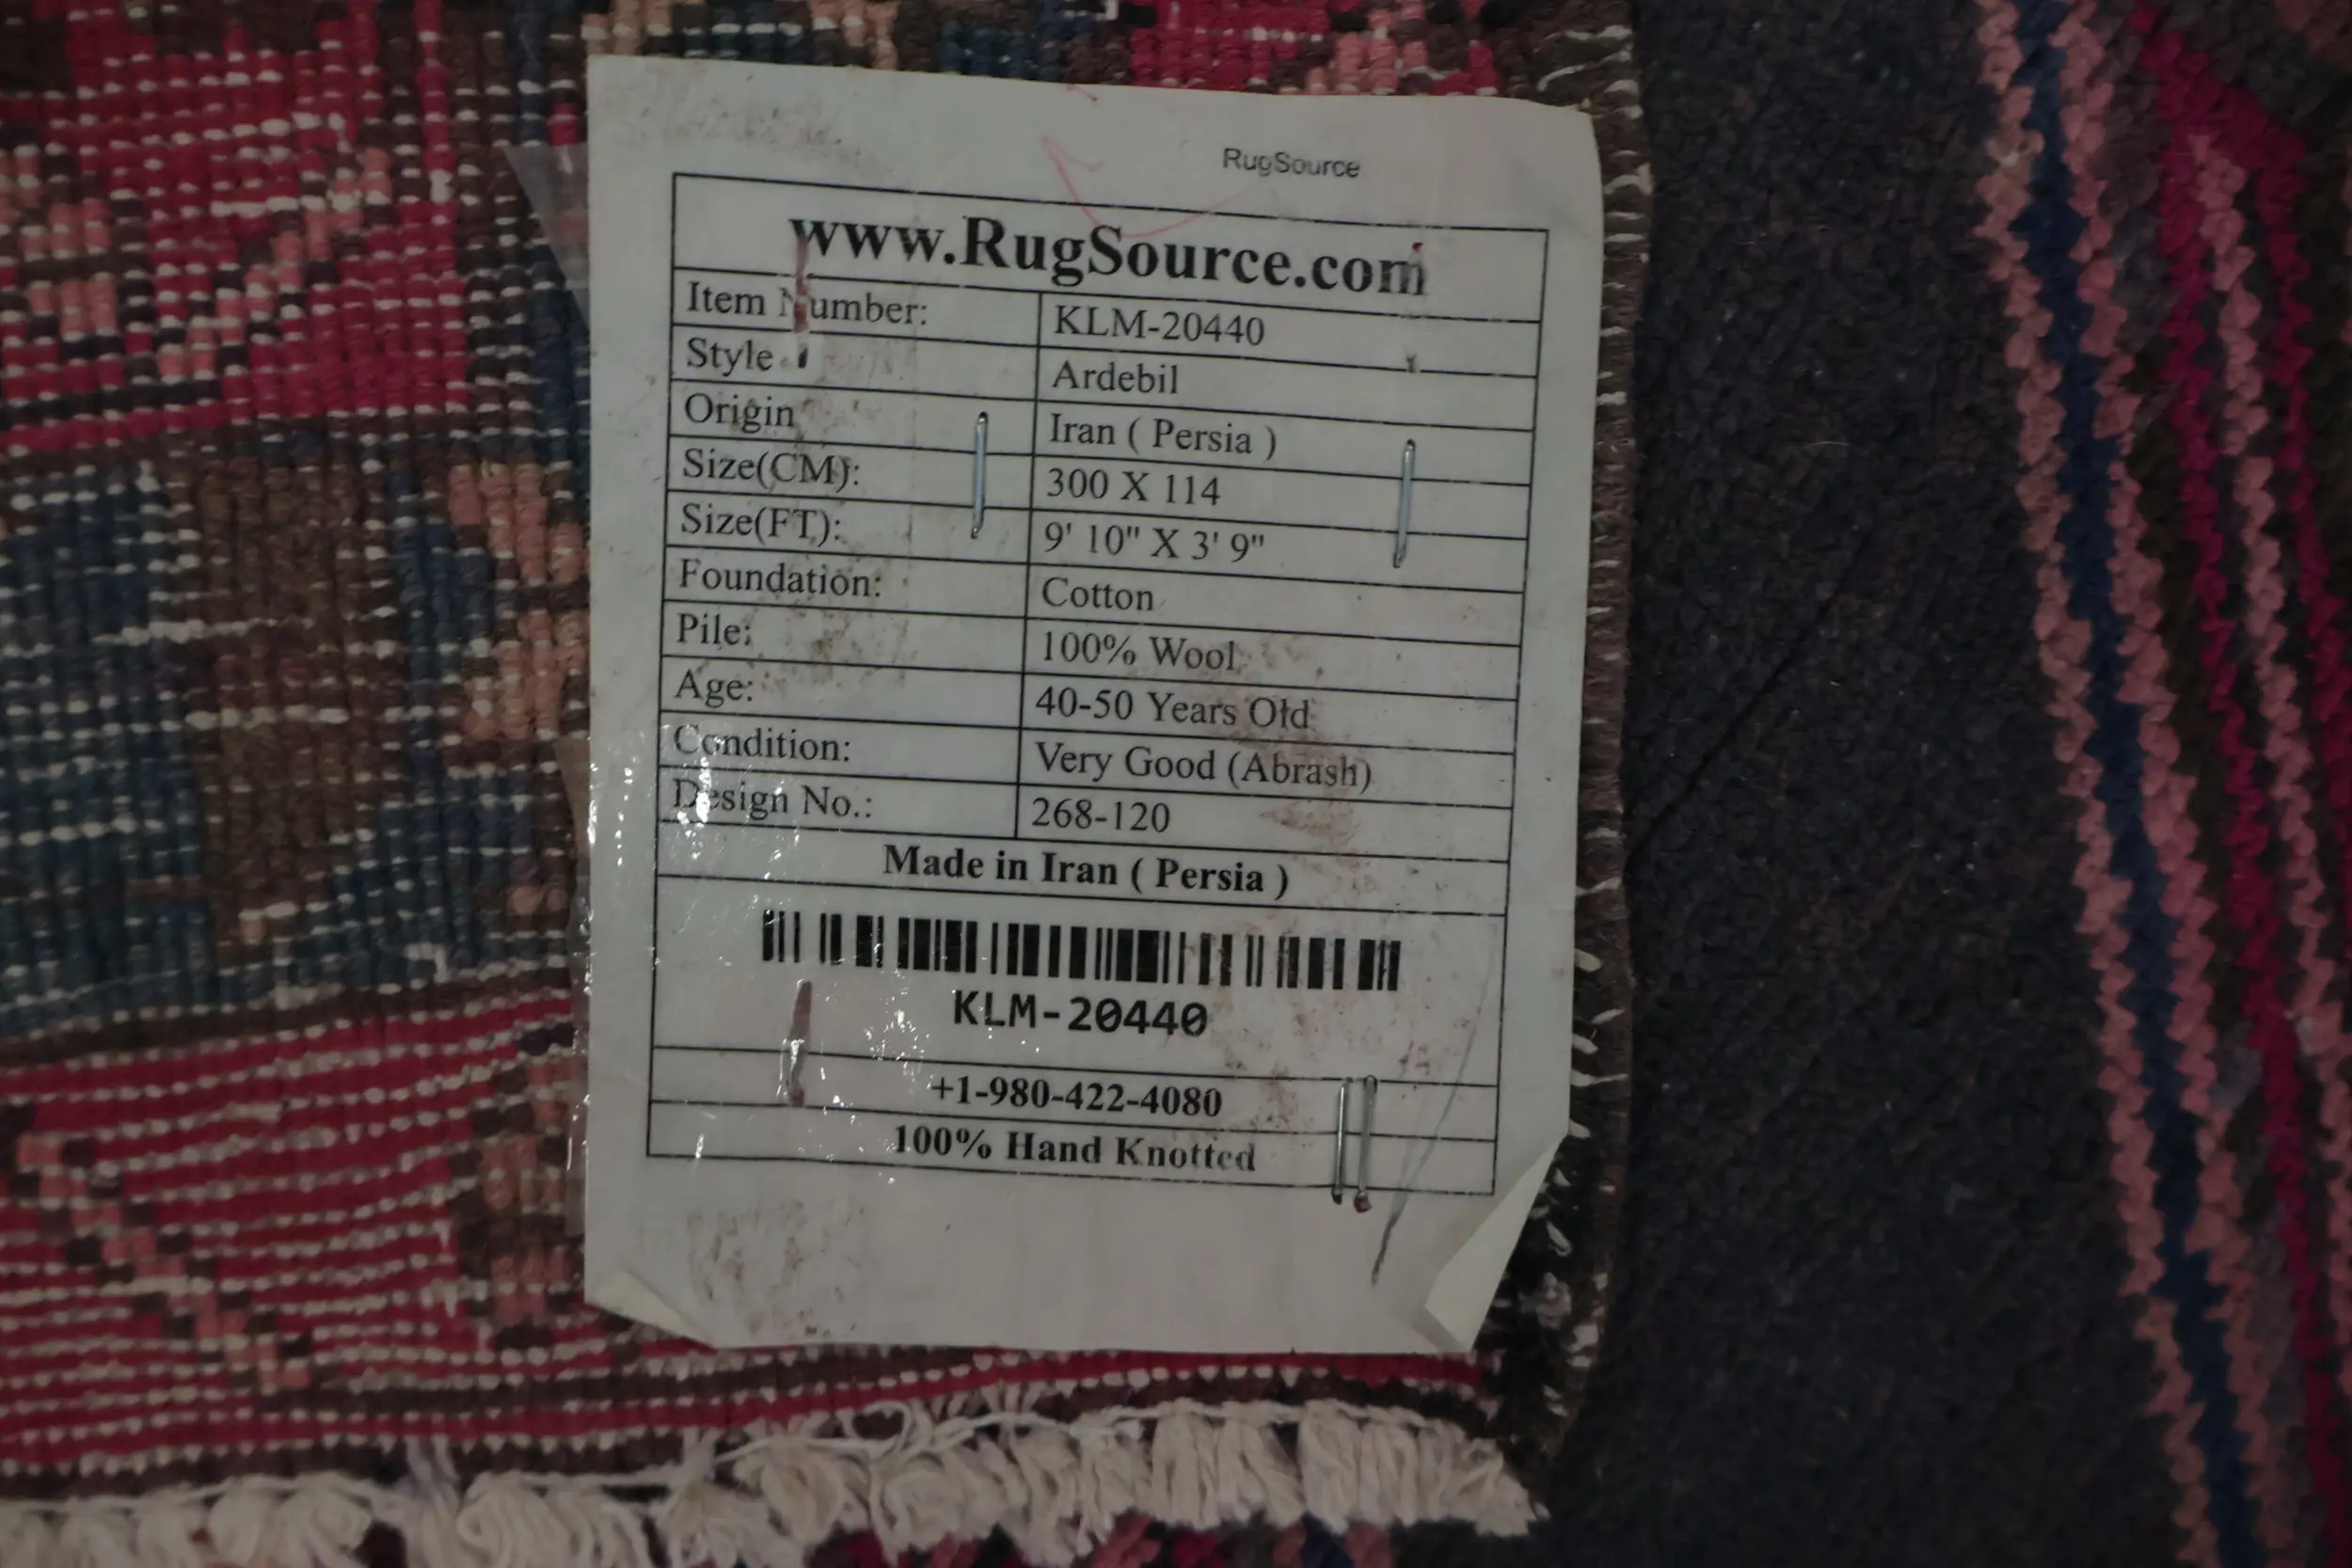 RugSource
www.RugSource.com
Item Number: KLM-20440
Style : Ardebil
Origin Iran ( Persia )
Size(CM): 300 X 114
Size(FT): 9' 10" X 3' 9"
Foundation: Cotton
Pile: 100% Wool
Age: 40-50 Years Old
Condition: Very Good (Abrash)
Design No.: 268-120
Made in Iran ( Persia )
KLM-20440
+1-980-422-4080
100% Hand Knotted